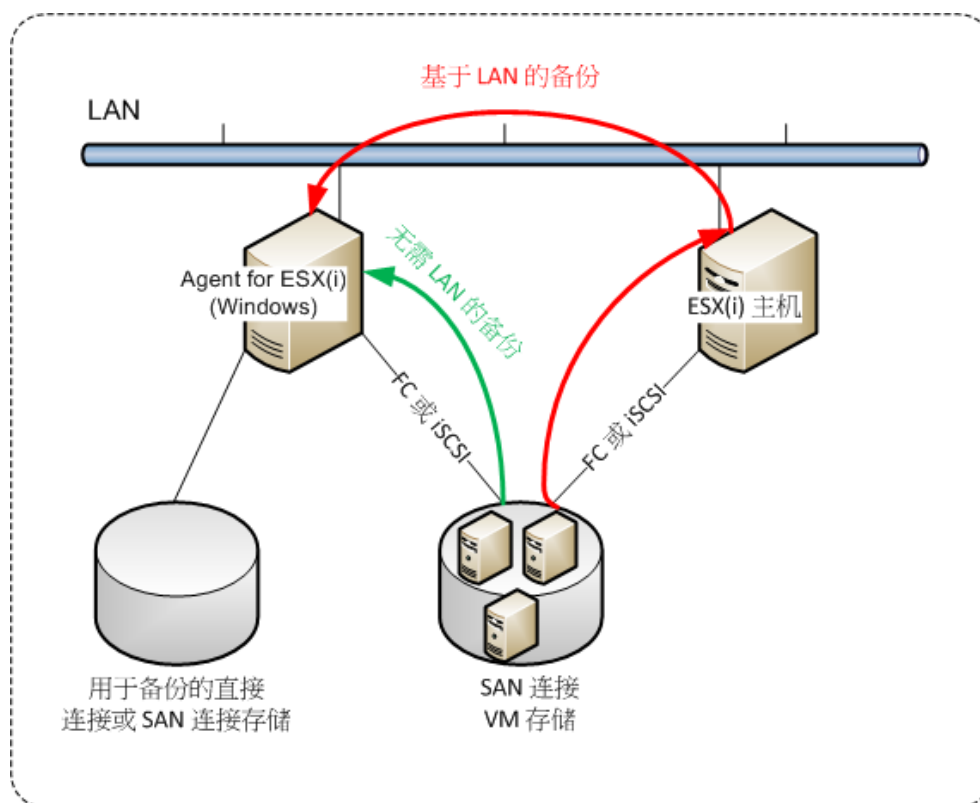 基于 LAN 的备份
LAN
无需 LAN 的备份
Agent for ESX(i)
(Windows)
ESX(i) 主机
FC 或 iSCSI
FC 或 iSCSI
用于备份的直接
连接或 SAN 连接存储
SAN 连接
VM 存储